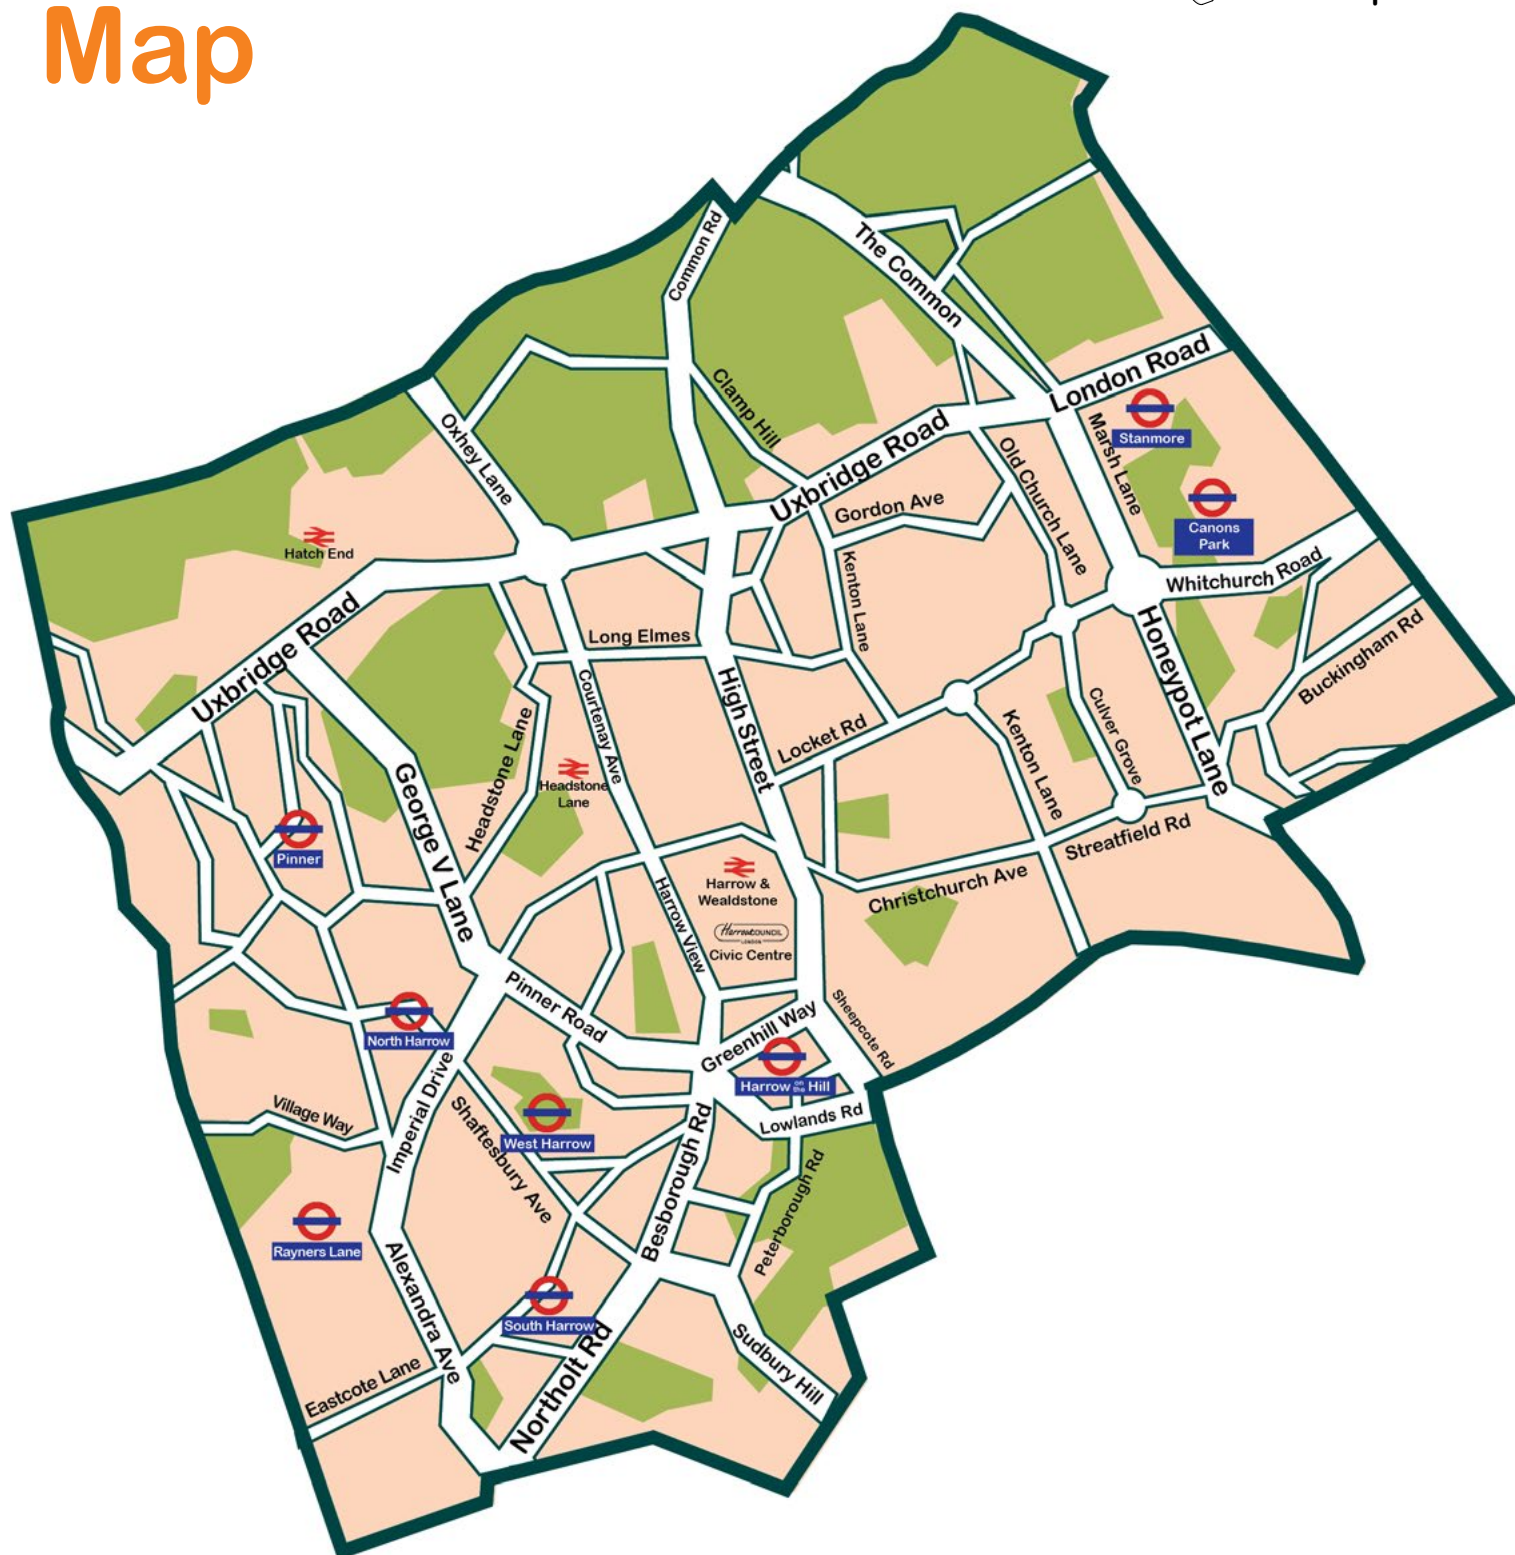 Map
Common Rd
The Common
Clamp Hill
London Road
Stanmore
Marsh Lane
Oxhey Lane
Uxbridge Road
Old Church Lane
Gordon Ave
Canons
Park
Hatch End
Whitchurch Road
Kenton Lane
Uxbridge Road
Long Elmes
Honeypot Lane
Buckingham Rd
High Street
Courtenay Ave
Headstone Lane
Locket Rd
Kenton Lane
Culver Grove
George V Lane
Headstone
Lane
Pinner
Streatfield Rd
Harrow &
Wealdstone
Christchurch Ave
Harrow View
HarrowCOUNCIL
LONDON
Civic Centre
Pinner Road
Sheepcote Rd
North Harrow
Greenhill Way
Harrow on the Hill
Imperial Drive
Village Way
Shaftesbury Ave
West Harrow
Besborough Rd
Lowlands Rd
Peterborough Rd
Rayners Lane
Alexandra Ave
South Harrow
Northolt Rd
Sudbury Hill
Eastcote Lane